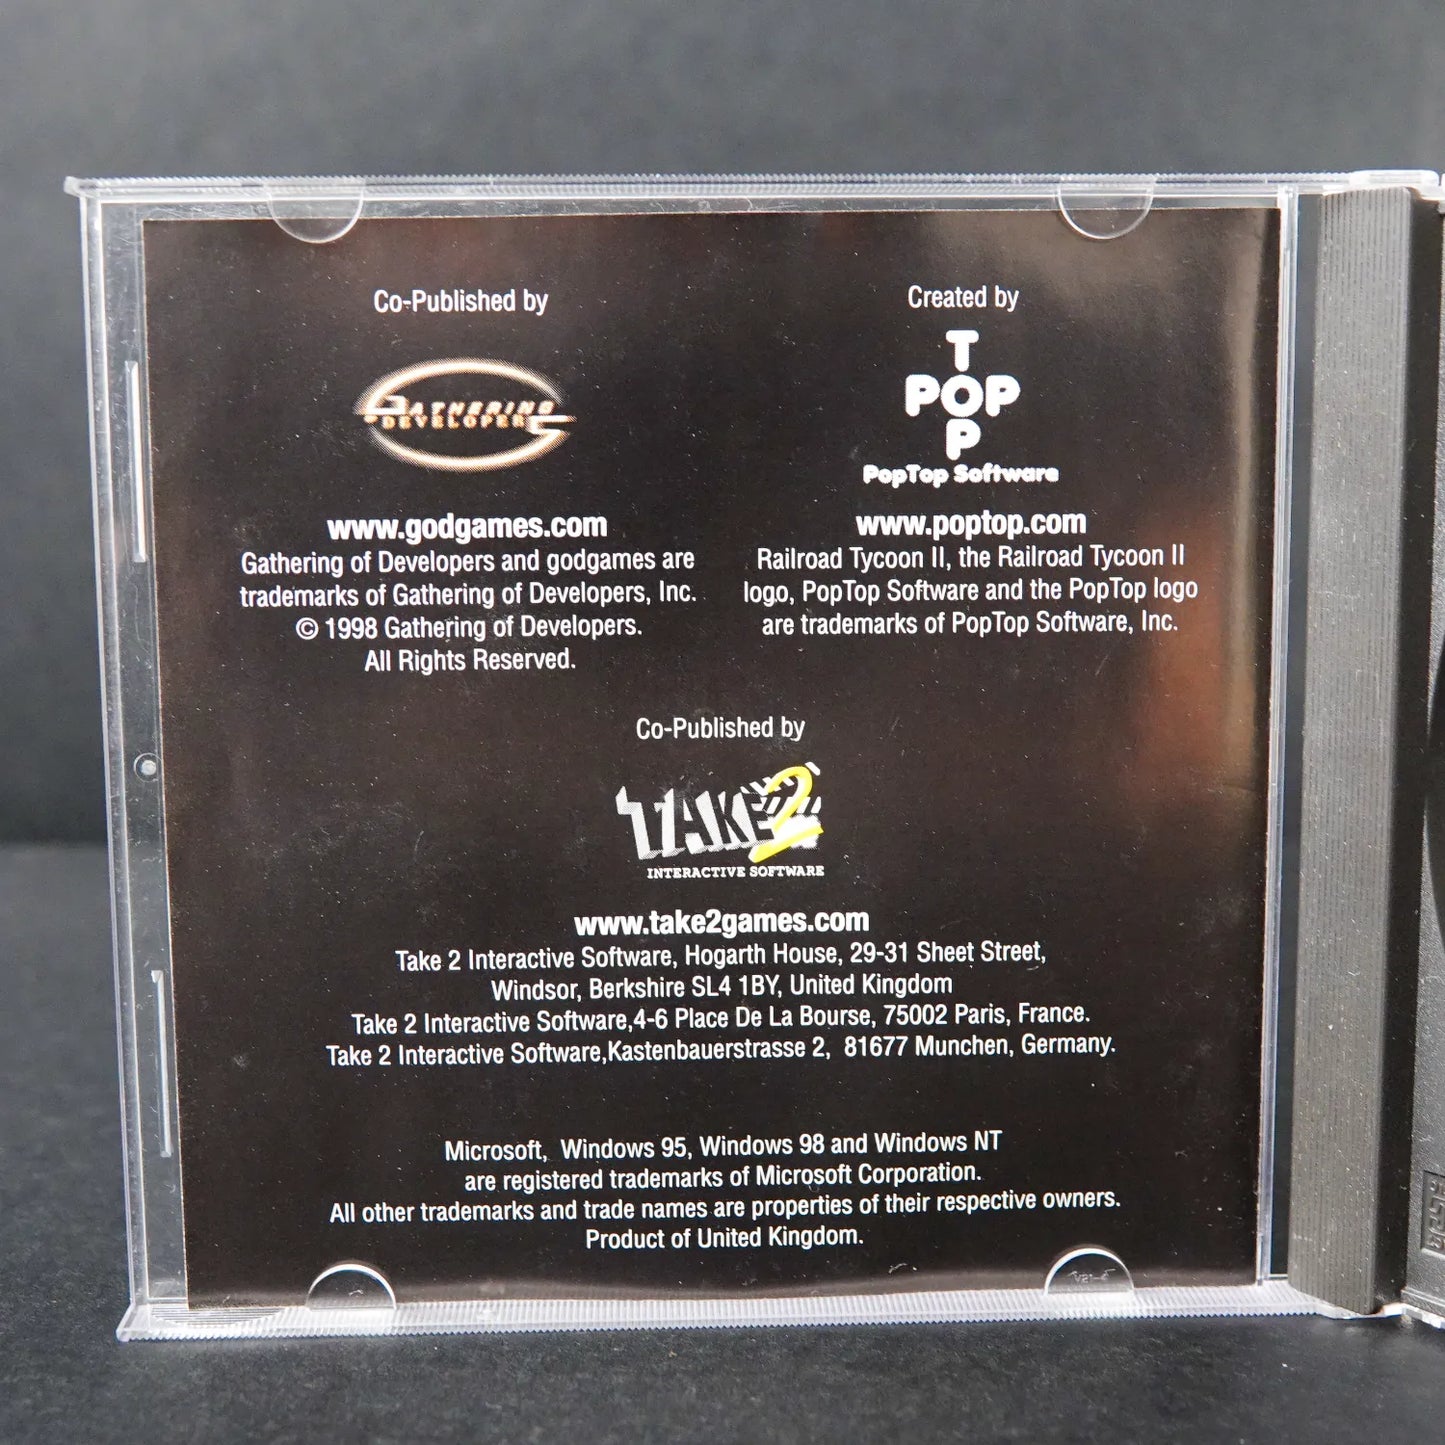 Co-Published by
GATHERING
DEVELOPERS
www.godgames.com
Gathering of Developers and godgames are
trademarks of Gathering of Developers, Inc.
© 1998 Gathering of Developers.
All Rights Reserved.
Created by
T
POP
P
PopTop Software
www.poptop.com
Railroad Tycoon II, the Railroad Tycoon II
logo, PopTop Software and the PopTop logo
are trademarks of PopTop Software, Inc.
Co-Published by
TAKE 2
INTERACTIVE SOFTWARE
www.take2games.com
Take 2 Interactive Software, Hogarth House, 29-31 Sheet Street,
Windsor, Berkshire SL4 1BY, United Kingdom
Take 2 Interactive Software,4-6 Place De La Bourse, 75002 Paris, France.
Take 2 Interactive Software,Kastenbauerstrasse 2, 81677 Munchen, Germany.
Microsoft, Windows 95, Windows 98 and Windows NT
are registered trademarks of Microsoft Corporation.
All other trademarks and trade names are properties of their respective owners.
Product of United Kingdom.